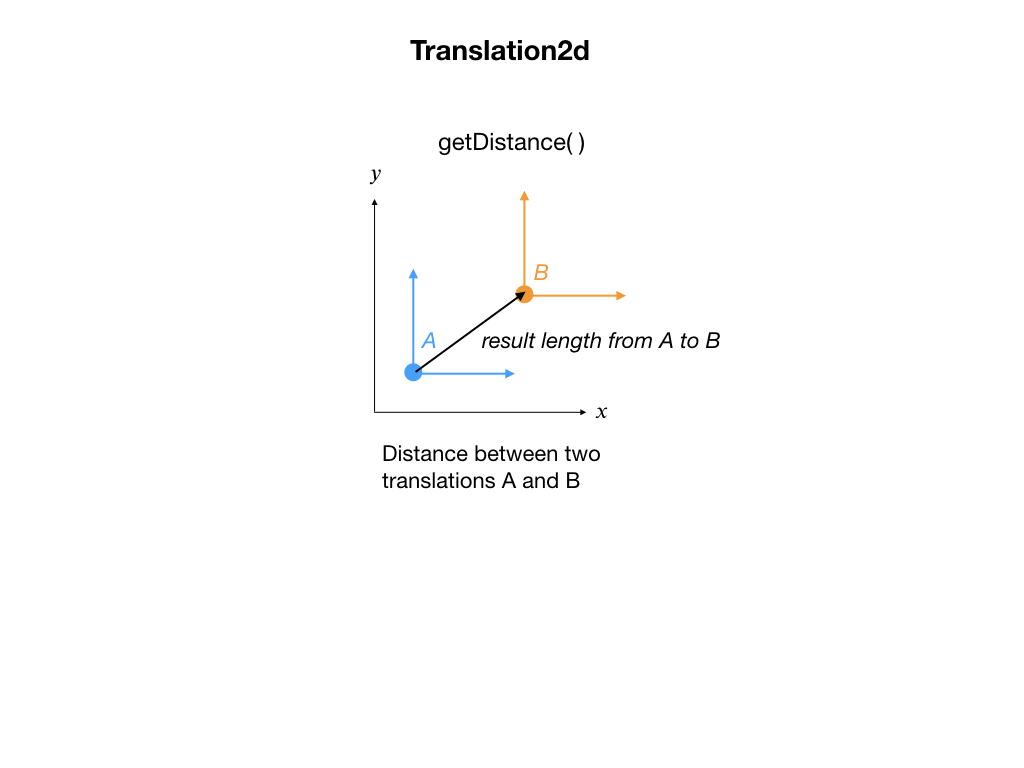 Translation2d
getDistance( )
y
B
A
result length from A to B
x
Distance between two
translations A and B